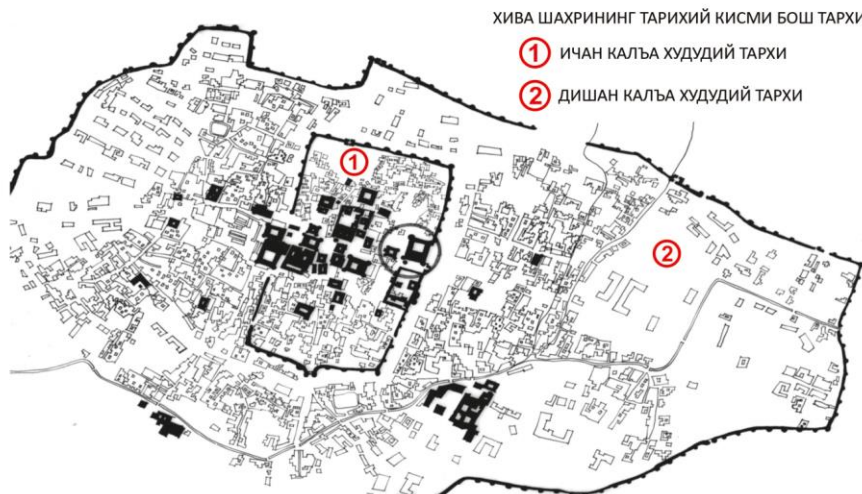 ХИВА ШАХРИНИНГ ТАРИХИЙ КИСМИ БОШ ТАРХИ
1 ИЧАН КАЛЪА ХУДУДИЙ ТАРХИ
2 ДИШАН КАЛЪА ХУДУДИЙ ТАРХИ
1
2